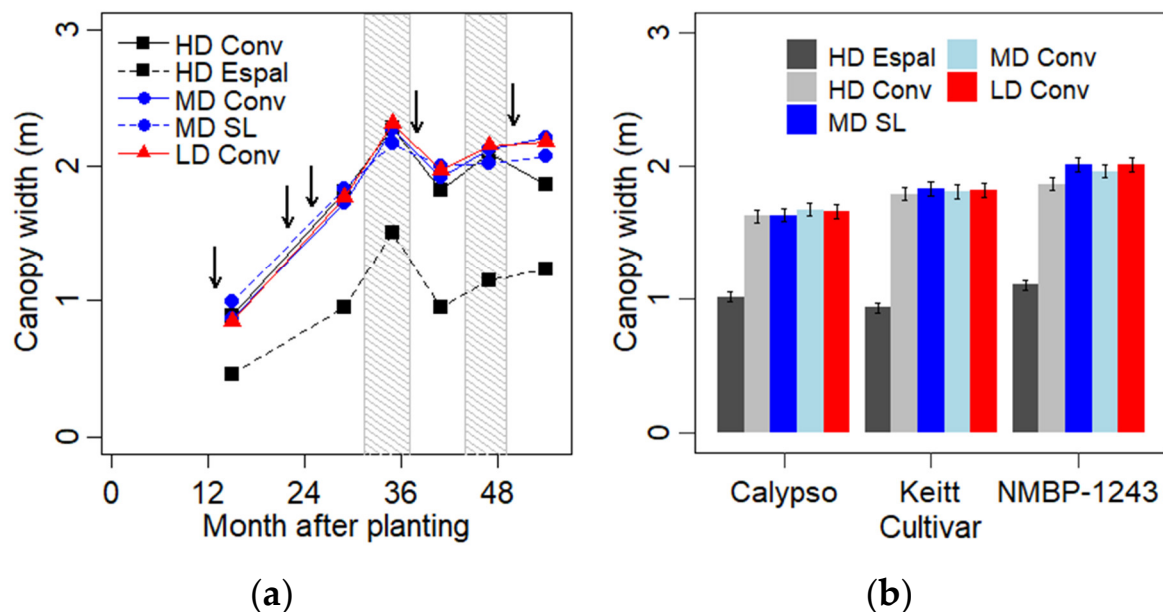 Canopy width (m)
3
2
1
0
HD Conv
HD Espal
MD Conv
MD SL
LD Conv
0 12 24 36 48
Month after planting
(a)
Canopy width (m)
3
2
1
0
HD Espal MD Conv
HD Conv LD Conv
MD SL
Calypso Keitt NMBP-1243
Cultivar
(b)